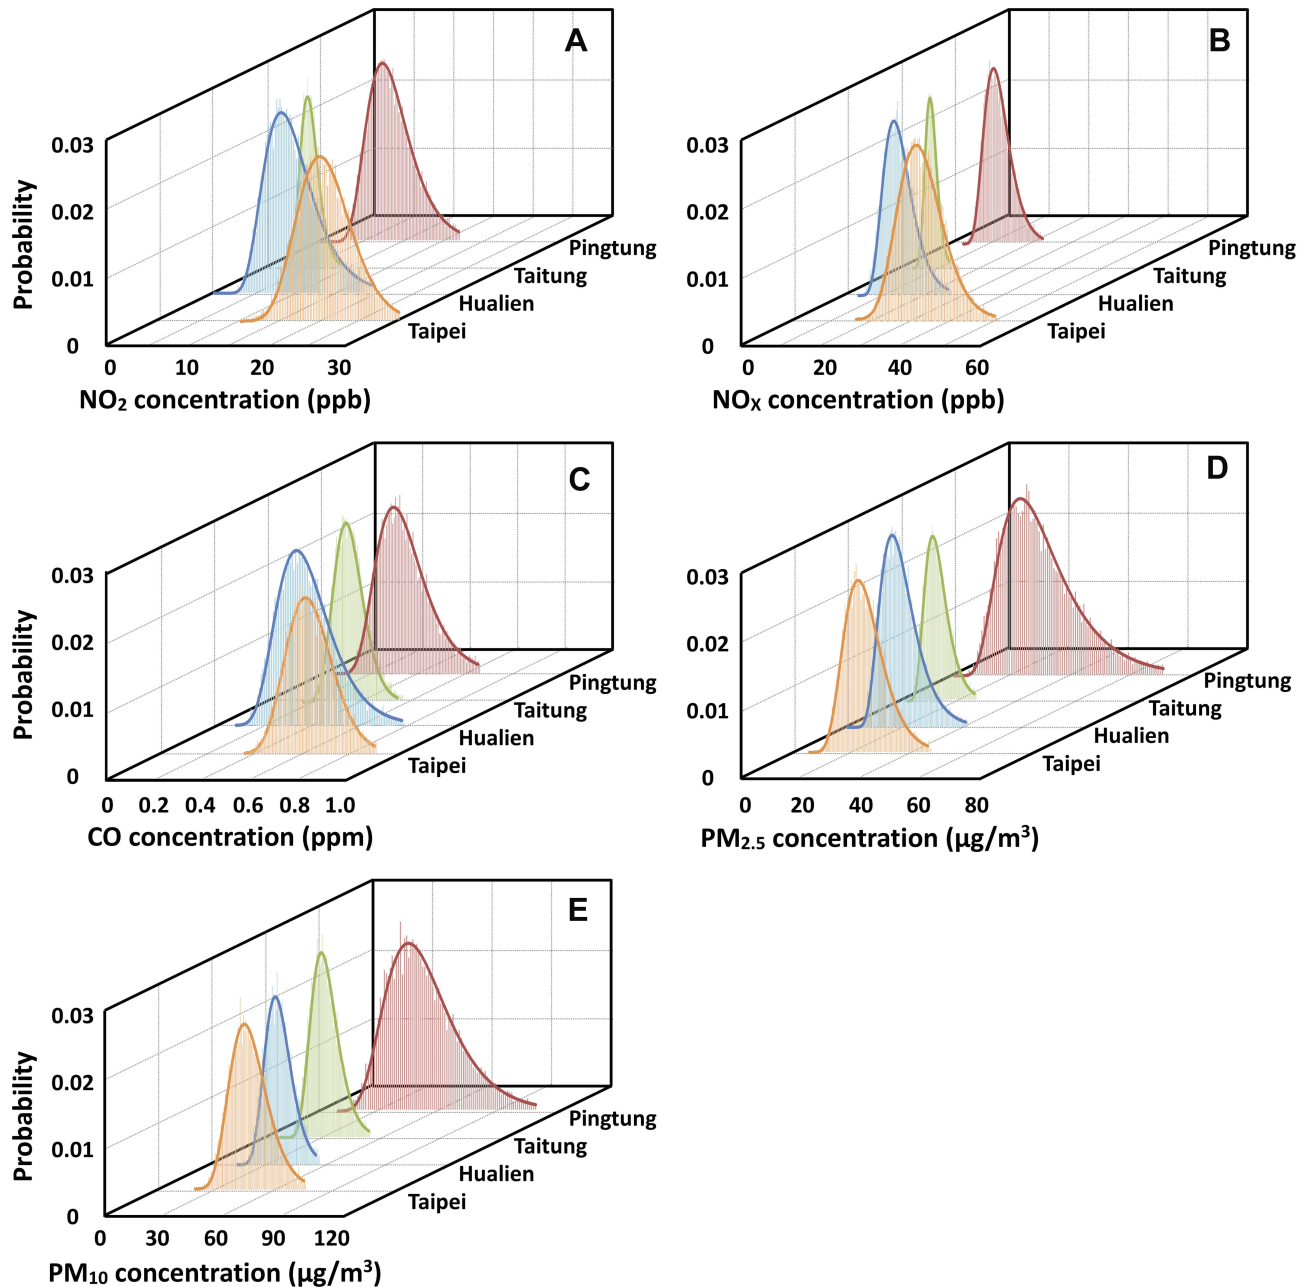 A
Probability
0.03
0.02
0.01
0
0 10 20 30
NO₂ concentration (ppb)
Pingtung
Taitung
Hualien
Taipei
B
0.03
0.02
0.01
0
0 20 40 60
NOX concentration (ppb)
Pingtung
Taitung
Hualien
Taipei
C
Probability
0.03
0.02
0.01
0
0 0.2 0.4 0.6 0.8 1.0
CO concentration (ppm)
Pingtung
Taitung
Hualien
Taipei
D
0.03
0.02
0.01
0
0 20 40 60 80
PM₂.₅ concentration (µg/m³)
Pingtung
Taitung
Hualien
Taipei
E
Probability
0.03
0.02
0.01
0
0 30 60 90 120
PM₁₀ concentration (µg/m³)
Pingtung
Taitung
Hualien
Taipei